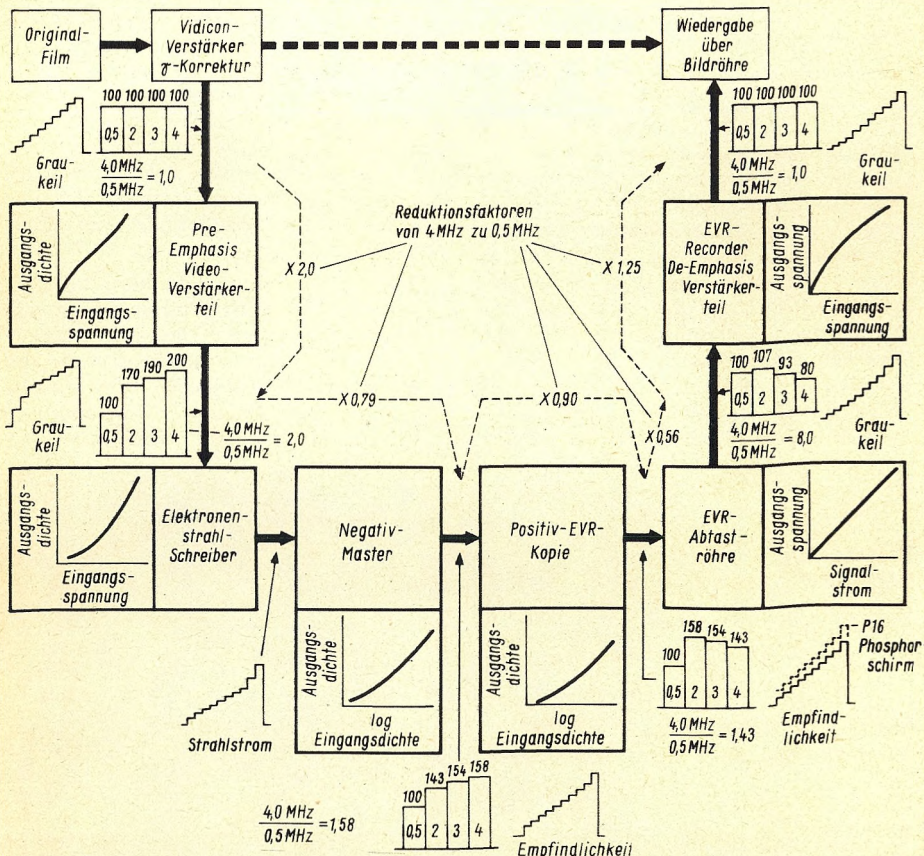 Original-
Film
Vidicon-
Verstärker
γ-Korrektur
Wiedergabe
über
Bildröhre
100 100 100 100
0,5 2 3 4
Grau-
keil
4,0 MHz
0,5 MHz = 1,0
100 100 100 100
0,5 2 3 4
4,0 MHz
0,5 MHz = 1,0
Grau-
keil
Reduktionsfaktoren
von 4 MHz zu 0,5 MHz
Ausgangs-
dichte
Eingangs-
spannung
Pre-
Emphasis
Video-
Verstärker-
teil
X 2,0
X 1,25
EVR-
Recorder
De-Emphasis
Verstärker-
teil
Ausgangs-
spannung
Eingangs-
spannung
Grau-
keil
100 170 190 200
0,5 2 3 4
4,0 MHz
0,5 MHz = 2,0
X 0,79
X 0,90
X 0,56
100 107 93 80
0,5 2 3 4
4,0 MHz
0,5 MHz = 8,0
Grau-
keil
Ausgangs-
dichte
Eingangs-
spannung
Elektronen-
strahl-
Schreiber
Negativ-
Master
Positiv-EVR-
Kopie
EVR-
Abtast-
röhre
Ausgangs-
spannung
Signal-
strom
Ausgangs-
dichte
log
Eingangsdichte
Ausgangs-
dichte
log
Eingangsdichte
Strahlstrom
100 158 154 143
0,5 2 3 4
4,0 MHz
0,5 MHz = 1,43
P16
Phosphor
schirm
Empfind-
lichkeit
4,0 MHz
0,5 MHz = 1,58
100 143 154 158
0,5 2 3 4
Empfindlichkeit